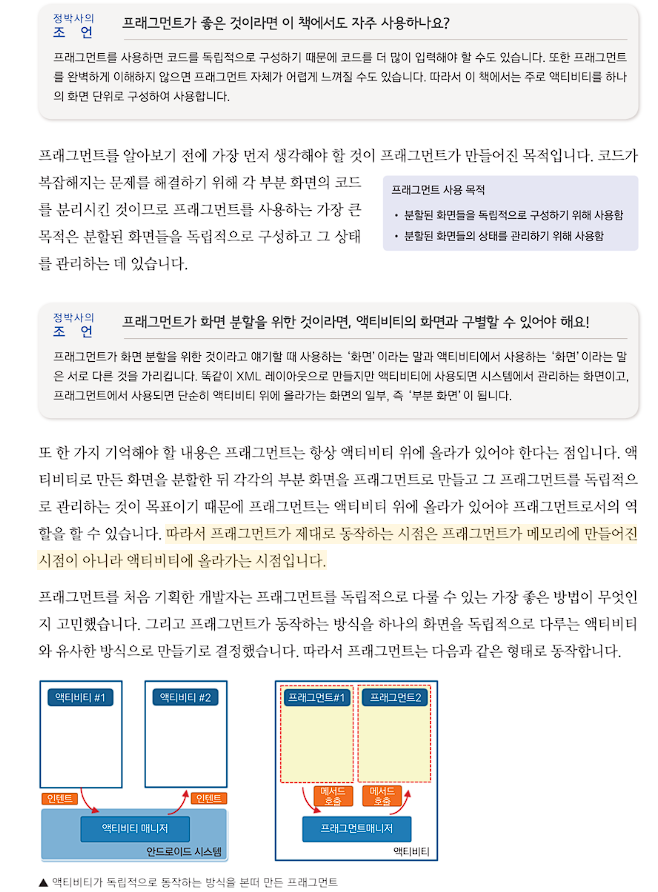 정박사의
조 언
프래그먼트가 좋은 것이라면 이 책에서도 자주 사용하나요?
프래그먼트를 사용하면 코드를 독립적으로 구성하기 때문에 코드를 더 많이 입력해야 할 수도 있습니다. 또한 프래그먼트
를 완벽하게 이해하지 않으면 프래그먼트 자체가 어렵게 느껴질 수도 있습니다. 따라서 이 책에서는 주로 액티비티를 하나
의 화면 단위로 구성하여 사용합니다.
프래그먼트를 알아보기 전에 가장 먼저 생각해야 할 것이 프래그먼트가 만들어진 목적입니다. 코드가
복잡해지는 문제를 해결하기 위해 각 부분 화면의 코드
를 분리시킨 것이므로 프래그먼트를 사용하는 가장 큰
목적은 분할된 화면들을 독립적으로 구성하고 그 상태
를 관리하는 데 있습니다.
프래그먼트 사용 목적
• 분할된 화면들을 독립적으로 구성하기 위해 사용함
• 분할된 화면들의 상태를 관리하기 위해 사용함
정박사의
조 언
프래그먼트가 화면 분할을 위한 것이라면, 액티비티의 화면과 구별할 수 있어야 해요!
프래그먼트가 화면 분할을 위한 것이라고 얘기할 때 사용하는 ‘화면’이라는 말과 액티비티에서 사용하는 ‘화면’이라는 말
은 서로 다른 것을 가리킵니다. 똑같이 XML 레이아웃으로 만들지만 액티비티에 사용되면 시스템에서 관리하는 화면이고,
프래그먼트에서 사용되면 단순히 액티비티 위에 올라가는 화면의 일부, 즉 ‘부분 화면’이 됩니다.
또 한 가지 기억해야 할 내용은 프래그먼트는 항상 액티비티 위에 올라가 있어야 한다는 점입니다. 액
티비티로 만든 화면을 분할한 뒤 각각의 부분 화면을 프래그먼트로 만들고 그 프래그먼트를 독립적으
로 관리하는 것이 목표이기 때문에 프래그먼트는 액티비티 위에 올라가 있어야 프래그먼트로서의 역
할을 할 수 있습니다. 따라서 프래그먼트가 제대로 동작하는 시점은 프래그먼트가 메모리에 만들어진
시점이 아니라 액티비티에 올라가는 시점입니다.
프래그먼트를 처음 기획한 개발자는 프래그먼트를 독립적으로 다룰 수 있는 가장 좋은 방법이 무엇인
지 고민했습니다. 그리고 프래그먼트가 동작하는 방식을 하나의 화면을 독립적으로 다루는 액티비티
와 유사한 방식으로 만들기로 결정했습니다. 따라서 프래그먼트는 다음과 같은 형태로 동작합니다.
액티비티 #1
액티비티 #2
인텐트
인텐트
액티비티 매니저
안드로이드 시스템
프래그먼트#1
프래그먼트2
메서드
호출
메서드
호출
프래그먼트매니저
액티비티
▲ 액티비티가 독립적으로 동작하는 방식을 본떠 만든 프래그먼트